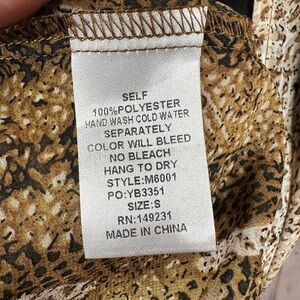 SELF
100%POLYESTER
HAND WASH COLD WATER
SEPARATELY
COLOR WILL BLEED
NO BLEACH
HANG TO DRY
STYLE:M6001
PO:YB3351
SIZE:S
RN:149231
MADE IN CHINA